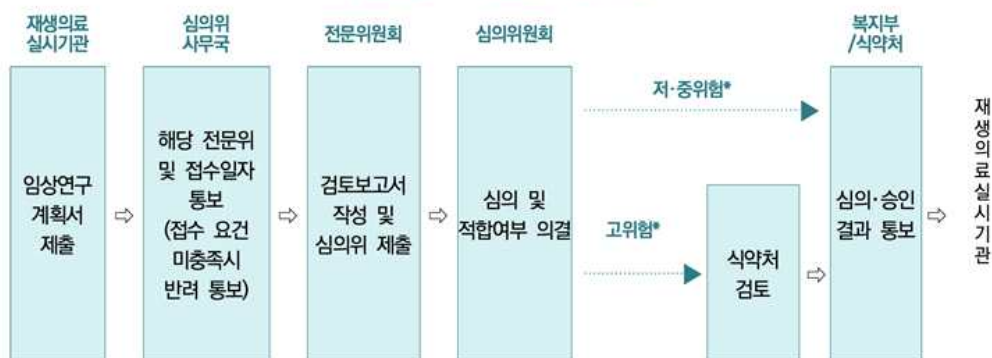 재생의료
실시기관
심의위
사무국
전문위원회
심의위원회
복지부
/식약처
임상연구
계획서
제출
해당 전문위
및 접수일자
통보
(접수 요건
미충족시
반려 통보)
검토보고서
작성 및
심의위 제출
심의 및
적합여부 의결
저·중위험*
고위험*
식약처
검토
심의·승인
결과 통보
재생의료실시기관